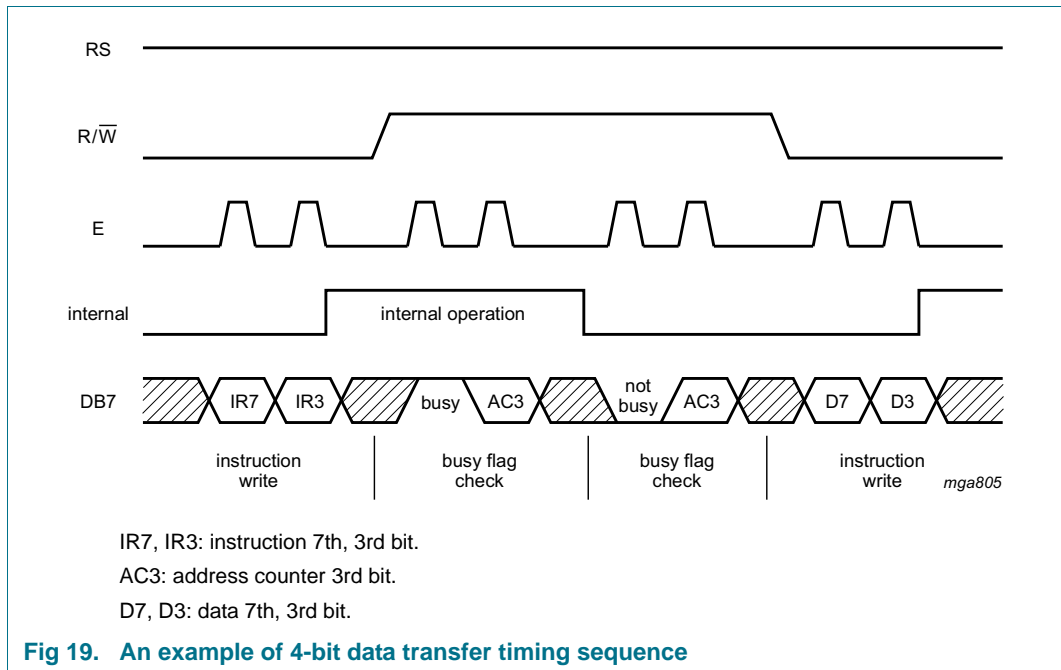 RS
R/W̅
E
internal
internal operation
DB7
IR7 IR3 busy AC3 not busy AC3 D7 D3
instruction write
busy flag check
busy flag check
instruction write
mga805
IR7, IR3: instruction 7th, 3rd bit.
AC3: address counter 3rd bit.
D7, D3: data 7th, 3rd bit.
Fig 19. An example of 4-bit data transfer timing sequence